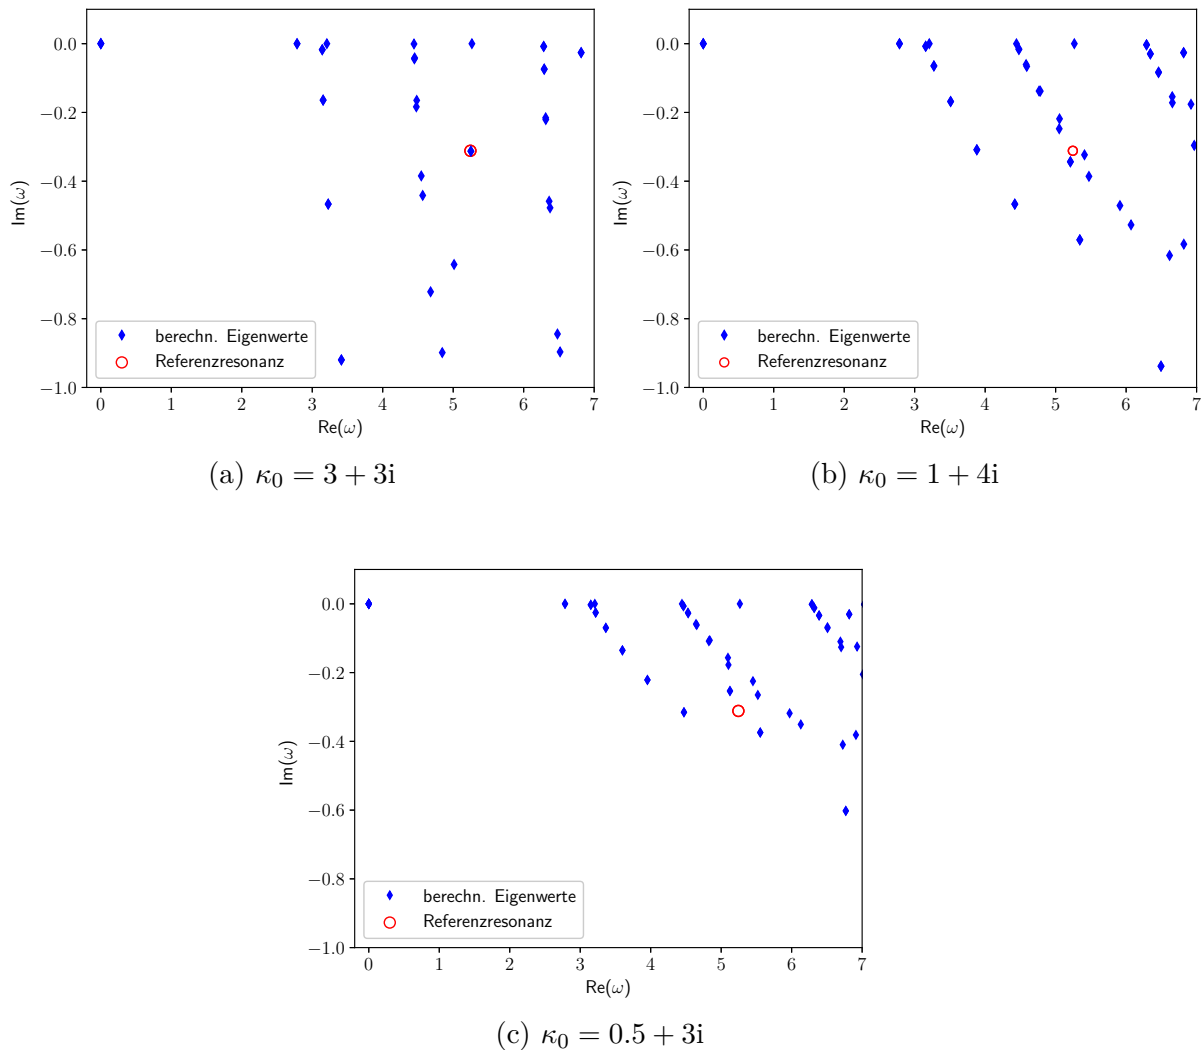 0.0
−0.2
−0.4
−0.6
−0.8
−1.0
Im(ω)
0 1 2 3 4 5 6 7
Re(ω)
berechn. Eigenwerte
Referenzresonanz
(a) κ₀ = 3 + 3i
0.0
−0.2
−0.4
−0.6
−0.8
−1.0
Im(ω)
0 1 2 3 4 5 6 7
Re(ω)
berechn. Eigenwerte
Referenzresonanz
(b) κ₀ = 1 + 4i
0.0
−0.2
−0.4
−0.6
−0.8
−1.0
Im(ω)
0 1 2 3 4 5 6 7
Re(ω)
berechn. Eigenwerte
Referenzresonanz
(c) κ₀ = 0.5 + 3i